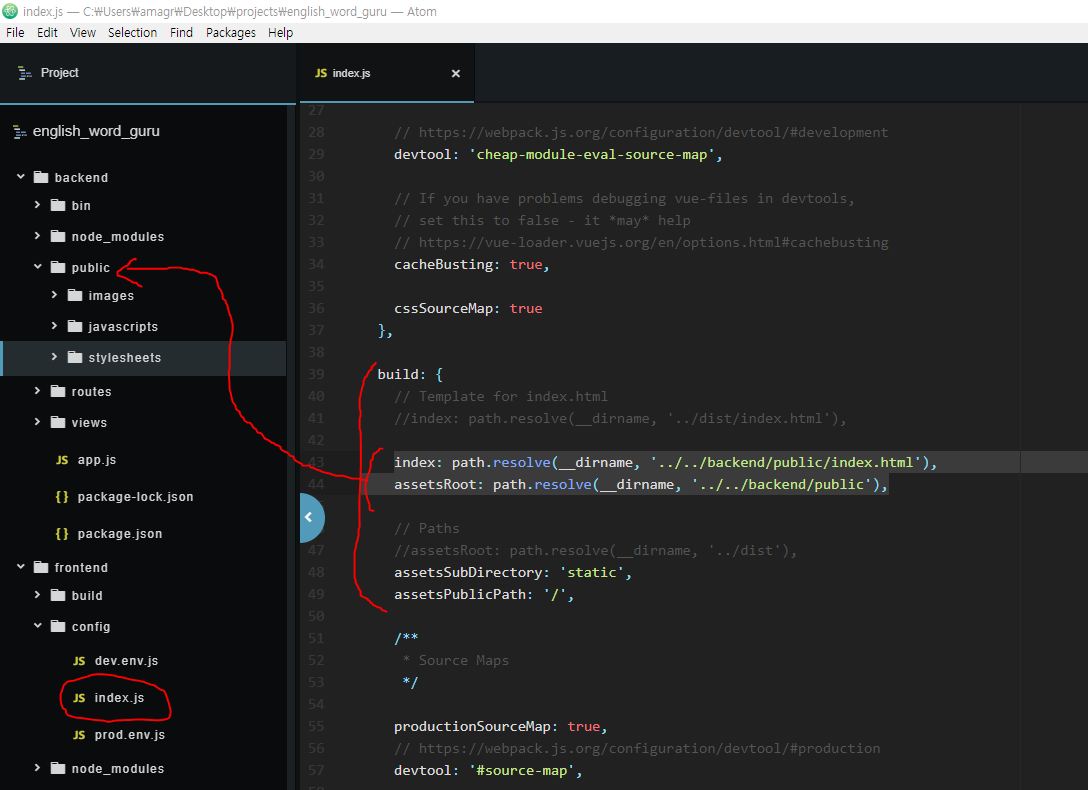 index.js — C:₩Users₩amagr₩Desktop₩projects₩english_word_guru — Atom
File Edit View Selection Find Packages Help
Project
JS index.js ×
english_word_guru
backend
bin
node_modules
public
images
javascripts
stylesheets
routes
views
JS app.js
{ } package-lock.json
{ } package.json
frontend
build
config
JS dev.env.js
JS index.js
JS prod.env.js
node_modules
27
28 // https://webpack.js.org/configuration/devtool/#development
29 devtool: 'cheap-module-eval-source-map',
30
31 // If you have problems debugging vue-files in devtools,
32 // set this to false - it *may* help
33 // https://vue-loader.vuejs.org/en/options.html#cachebusting
34 cacheBusting: true,
35
36 cssSourceMap: true
37 },
38
39 build: {
40 // Template for index.html
41 //index: path.resolve(__dirname, '../dist/index.html'),
42
43 index: path.resolve(__dirname, '../../backend/public/index.html'),
44 assetsRoot: path.resolve(__dirname, '../../backend/public'),
// Paths
47 //assetsRoot: path.resolve(__dirname, '../dist'),
48 assetsSubDirectory: 'static',
49 assetsPublicPath: '/',
50
51 /**
52 * Source Maps
53 */
54
55 productionSourceMap: true,
56 // https://webpack.js.org/configuration/devtool/#production
57 devtool: '#source-map',